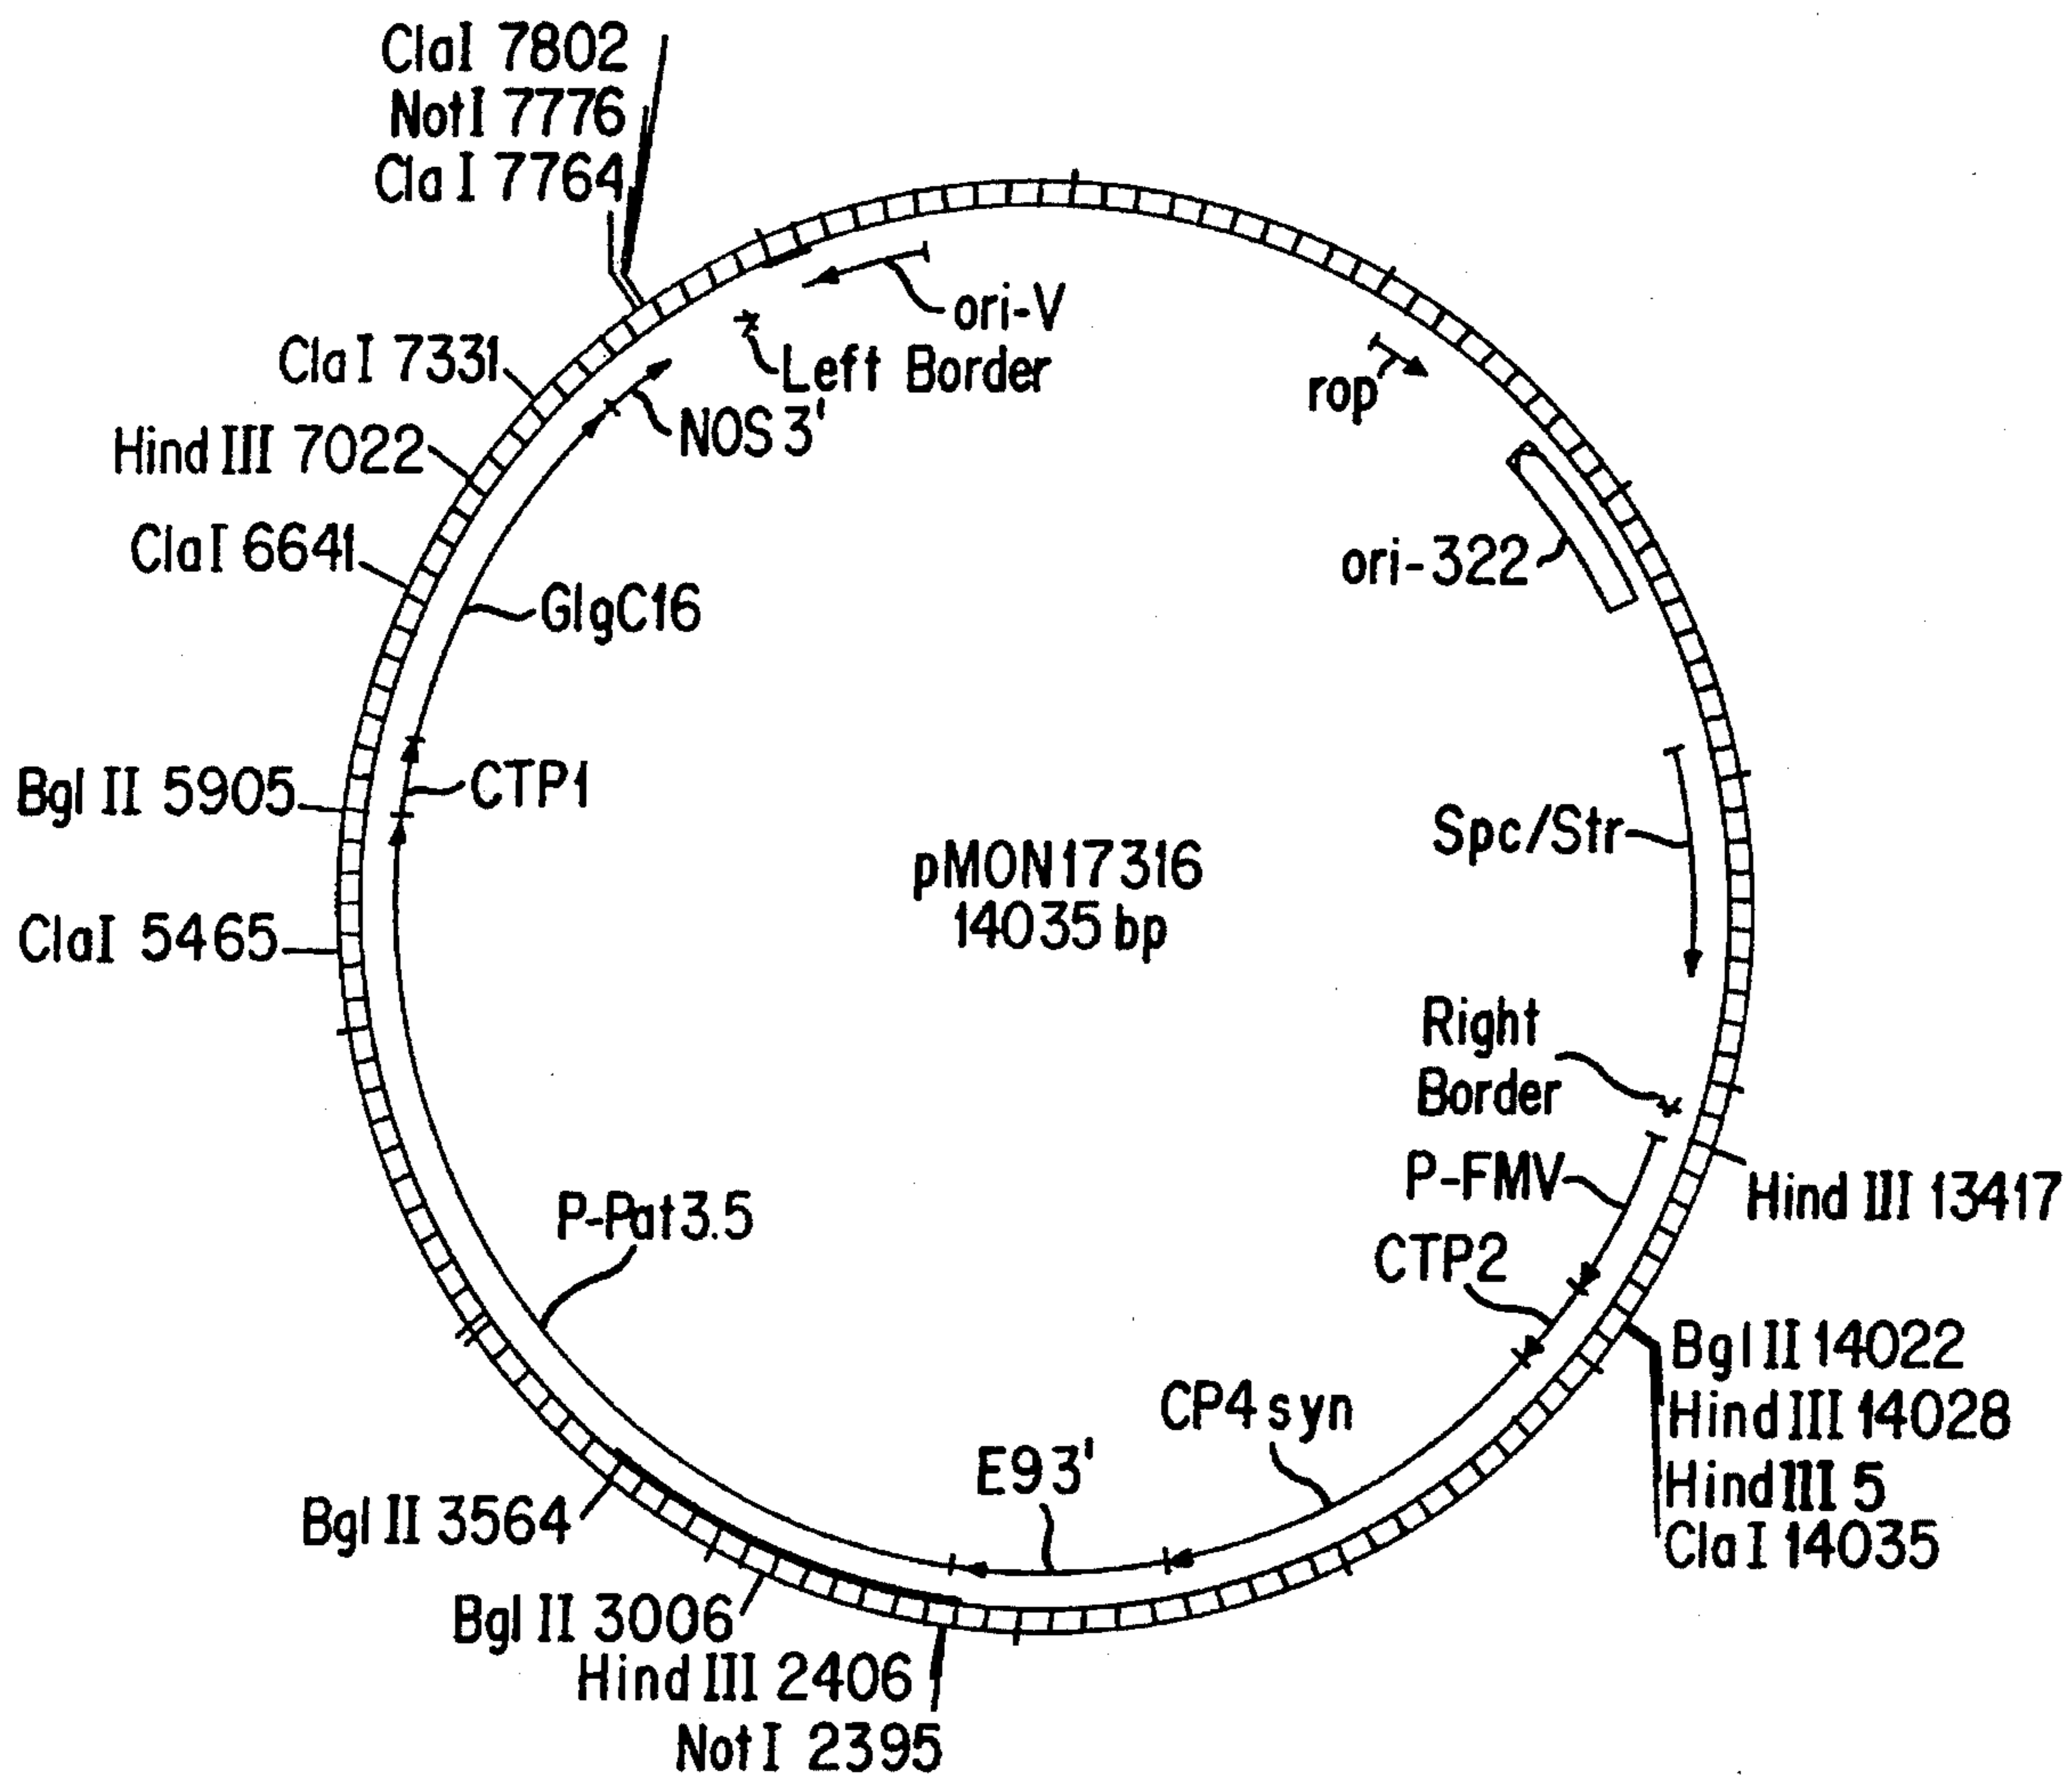 ClaI 7802
NotI 7776
ClaI 7764
ori-V
Left Border
rop
ClaI 7331
NOS 3'
Hind III 7022
ClaI 6641
ori-322
GlgC16
Bgl II 5905
CTP1
Spc/Str
pMON17316
14035 bp
ClaI 5465
Right
Border
P-FMV
Hind III 13417
P-Pat3.5
CTP2
Bgl II 14022
CP4 syn
Hind III 14028
E9 3'
Hind III 5
Bgl II 3564
ClaI 14035
Bgl II 3006
Hind III 2406
NotI 2395